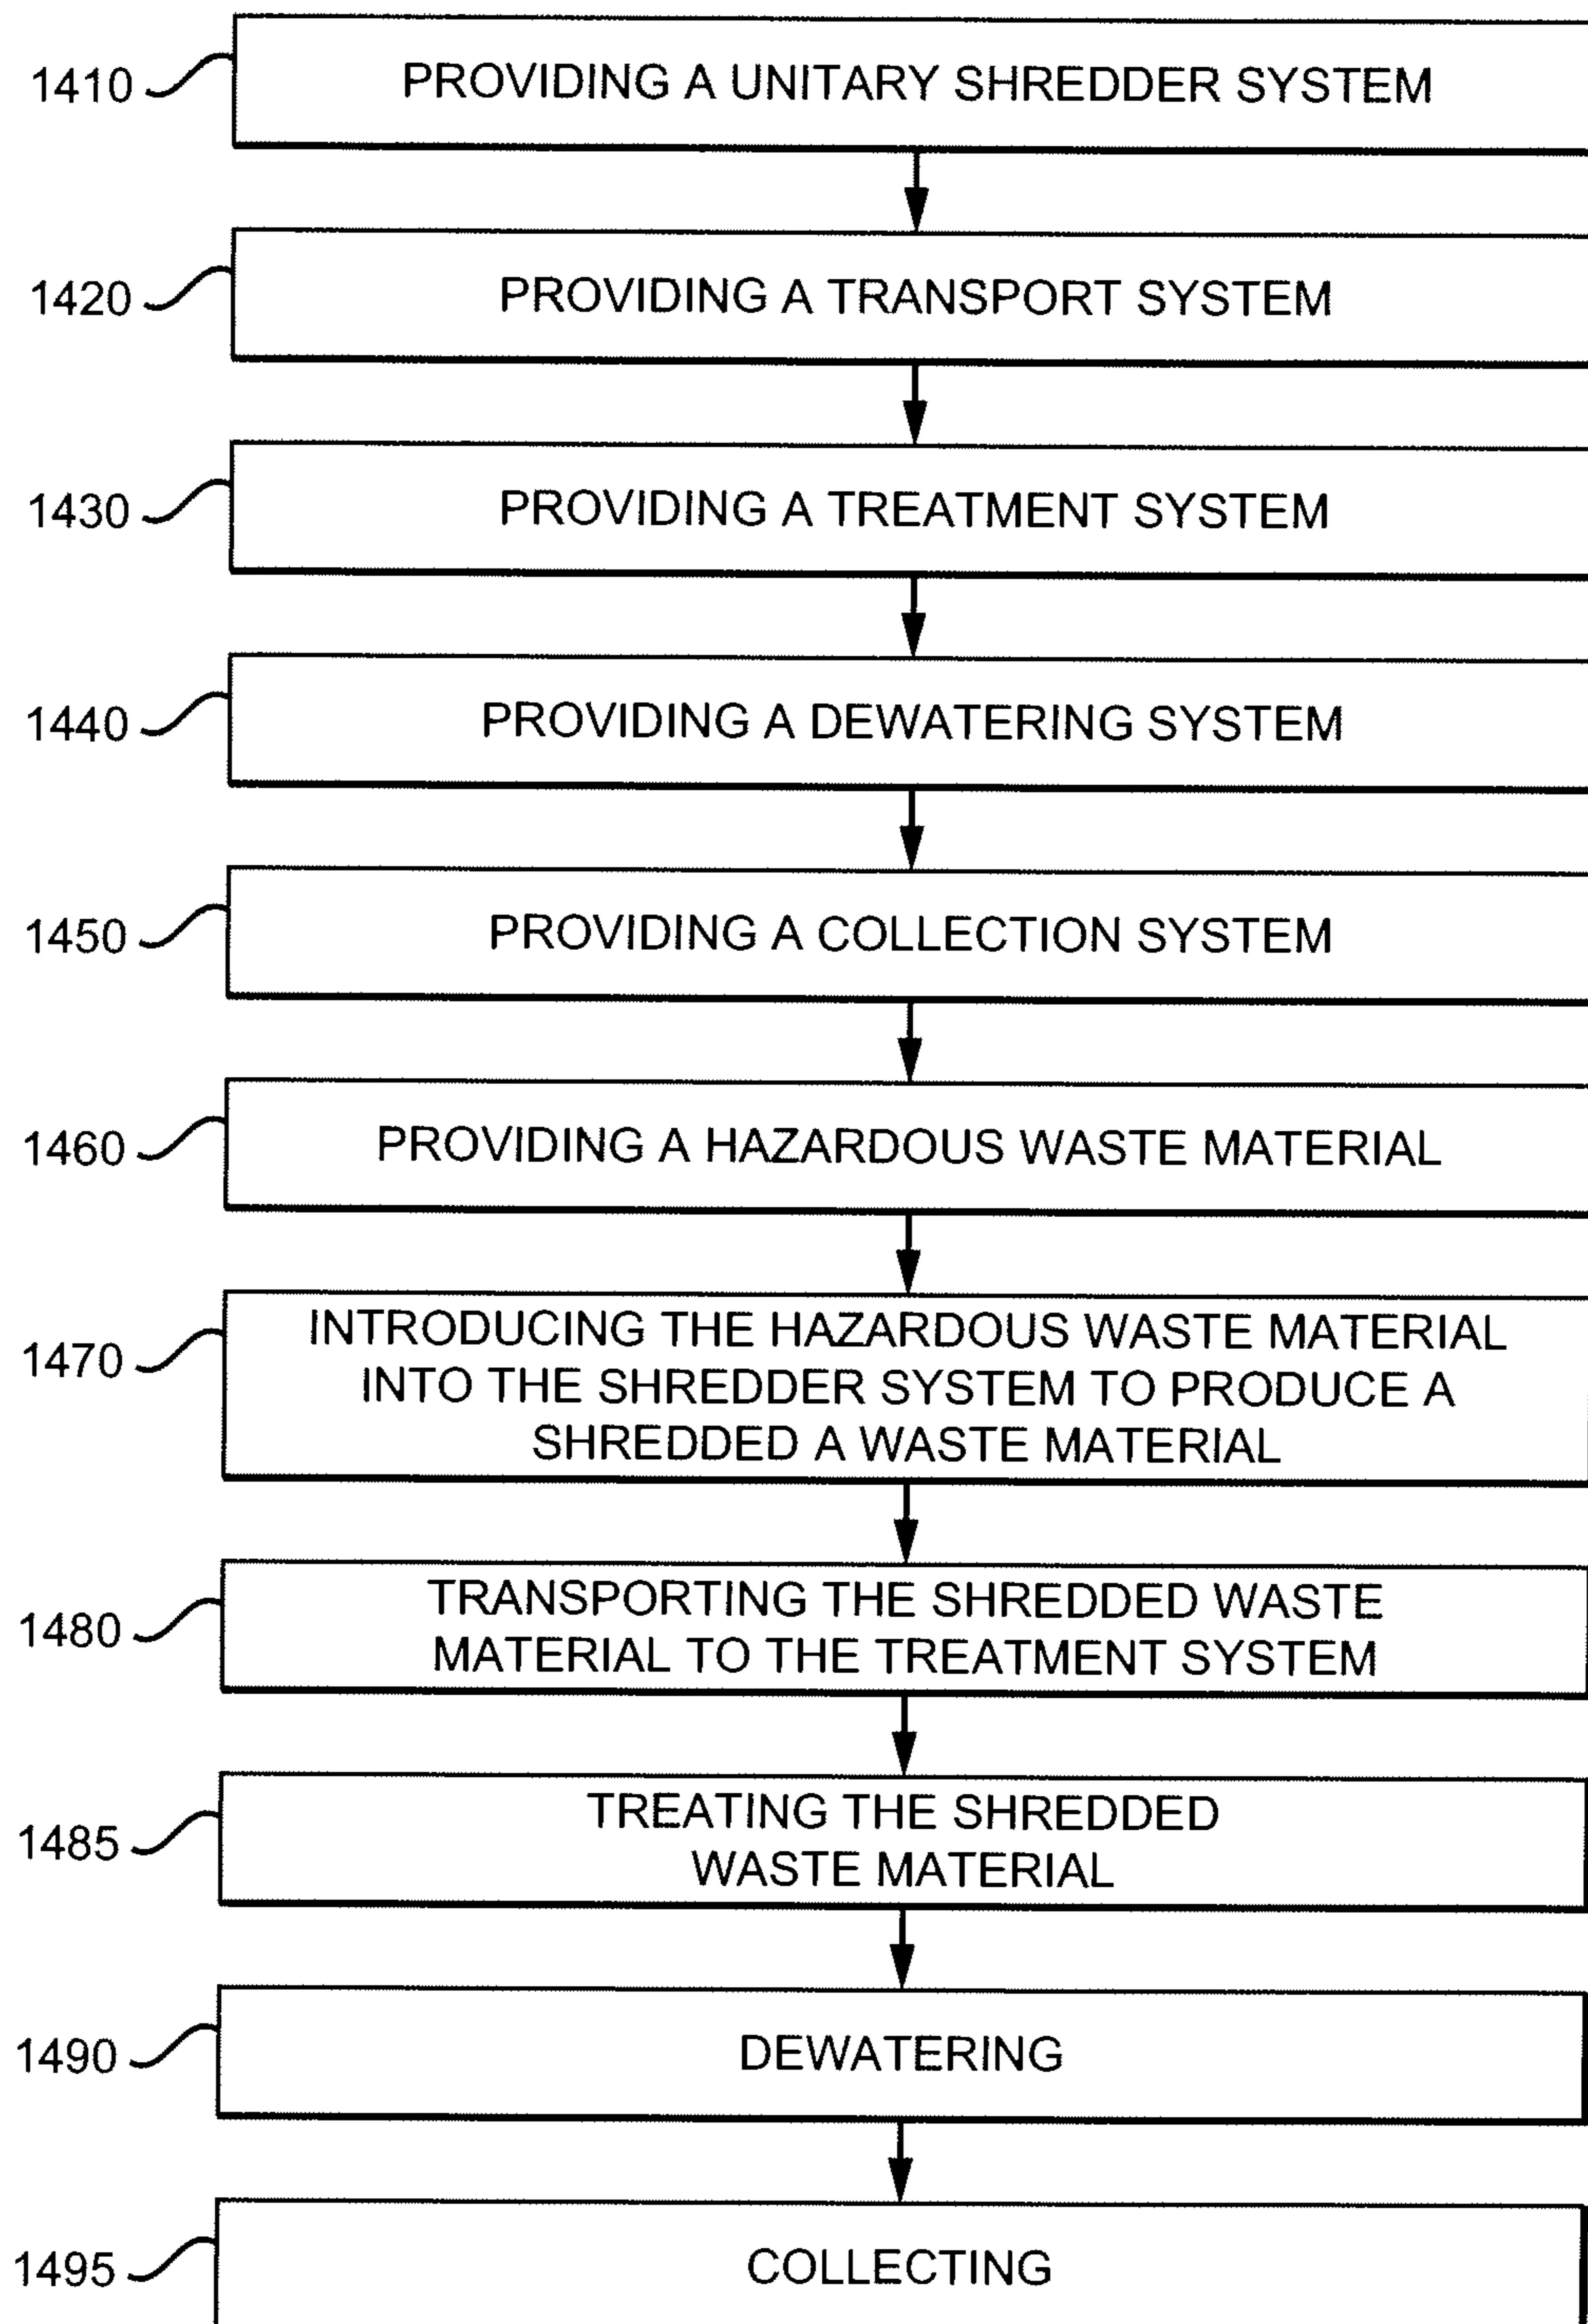 1410 PROVIDING A UNITARY SHREDDER SYSTEM
1420 PROVIDING A TRANSPORT SYSTEM
1430 PROVIDING A TREATMENT SYSTEM
1440 PROVIDING A DEWATERING SYSTEM
1450 PROVIDING A COLLECTION SYSTEM
1460 PROVIDING A HAZARDOUS WASTE MATERIAL
1470 INTRODUCING THE HAZARDOUS WASTE MATERIAL
INTO THE SHREDDER SYSTEM TO PRODUCE A
SHREDDED A WASTE MATERIAL
1480 TRANSPORTING THE SHREDDED WASTE
MATERIAL TO THE TREATMENT SYSTEM
1485 TREATING THE SHREDDED
WASTE MATERIAL
1490 DEWATERING
1495 COLLECTING